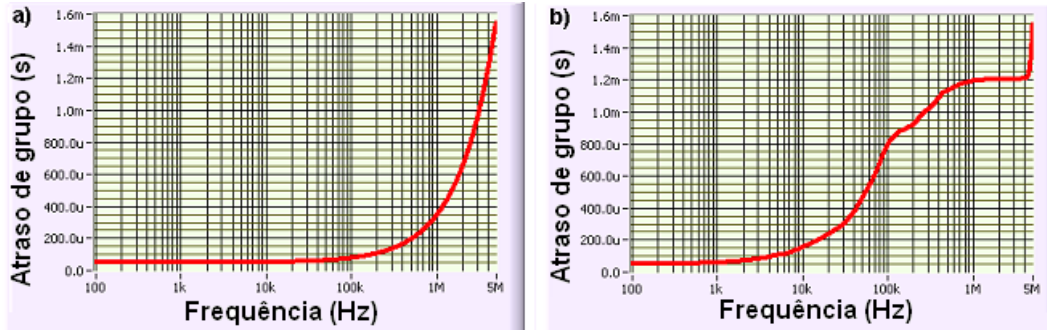 a)
Atraso de grupo (s)
1.6m
1.4m
1.2m
1.0m
800.0u
600.0u
400.0u
200.0u
0.0
100 1k 10k 100k 1M 5M
Frequência (Hz)
b)
Atraso de grupo (s)
1.6m
1.4m
1.2m
1.0m
800.0u
600.0u
400.0u
200.0u
0.0
100 1k 10k 100k 1M 5M
Frequência (Hz)